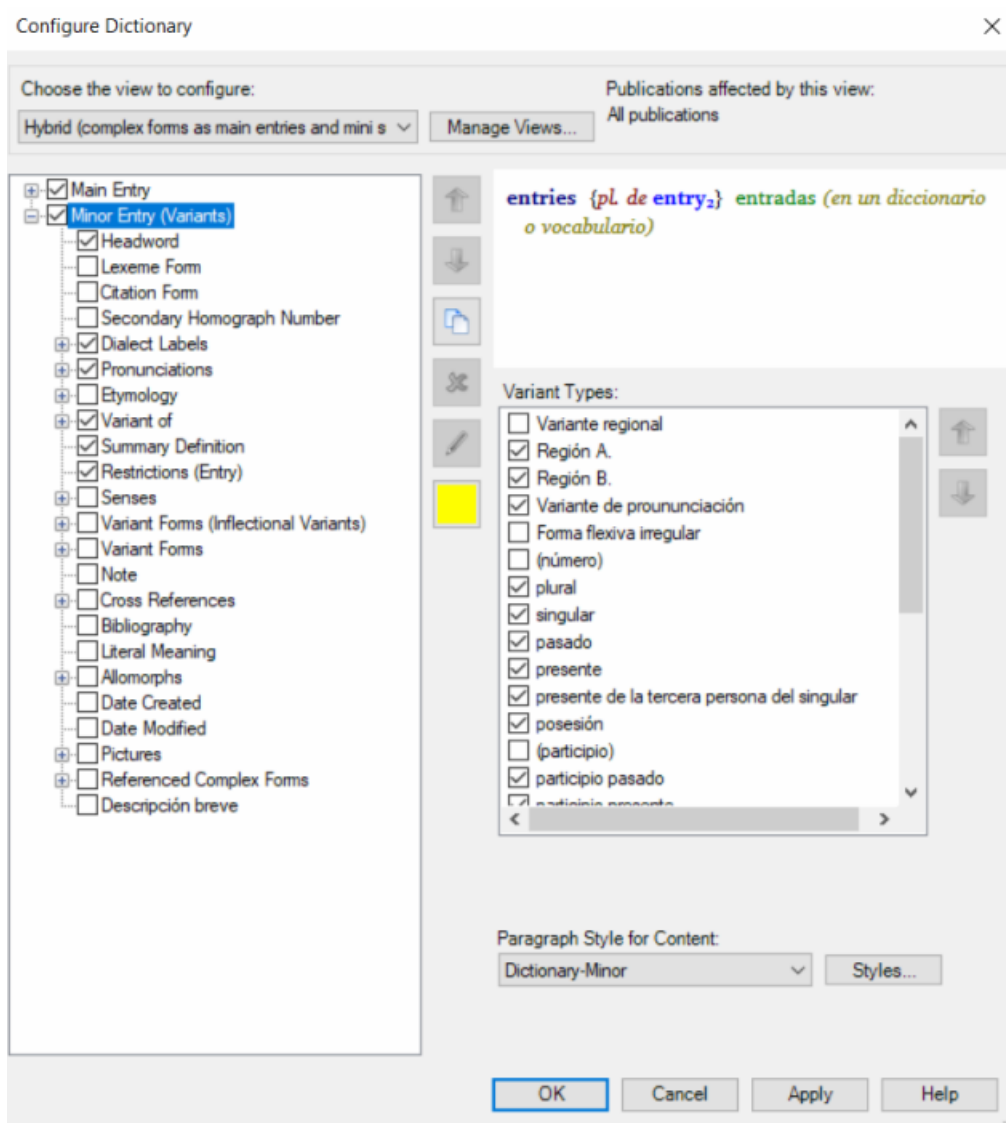 Configure Dictionary
Choose the view to configure:
Publications affected by this view:
Hybrid (complex forms as main entries and mini s
Manage Views...
All publications
Main Entry
Minor Entry (Variants)
Headword
Lexeme Form
Citation Form
Secondary Homograph Number
Dialect Labels
Pronunciations
Etymology
Variant of
Summary Definition
Restrictions (Entry)
Senses
Variant Forms (Inflectional Variants)
Variant Forms
Note
Cross References
Bibliography
Literal Meaning
Allomorphs
Date Created
Date Modified
Pictures
Referenced Complex Forms
Descripción breve
entries {pl. de entry₂} entradas (en un diccionario
o vocabulario)
Variant Types:
Variante regional
Región A.
Región B.
Variante de proununciación
Forma flexiva irregular
(número)
plural
singular
pasado
presente
presente de la tercera persona del singular
posesión
(participio)
participio pasado
participio presente
Paragraph Style for Content:
Dictionary-Minor
Styles...
OK
Cancel
Apply
Help